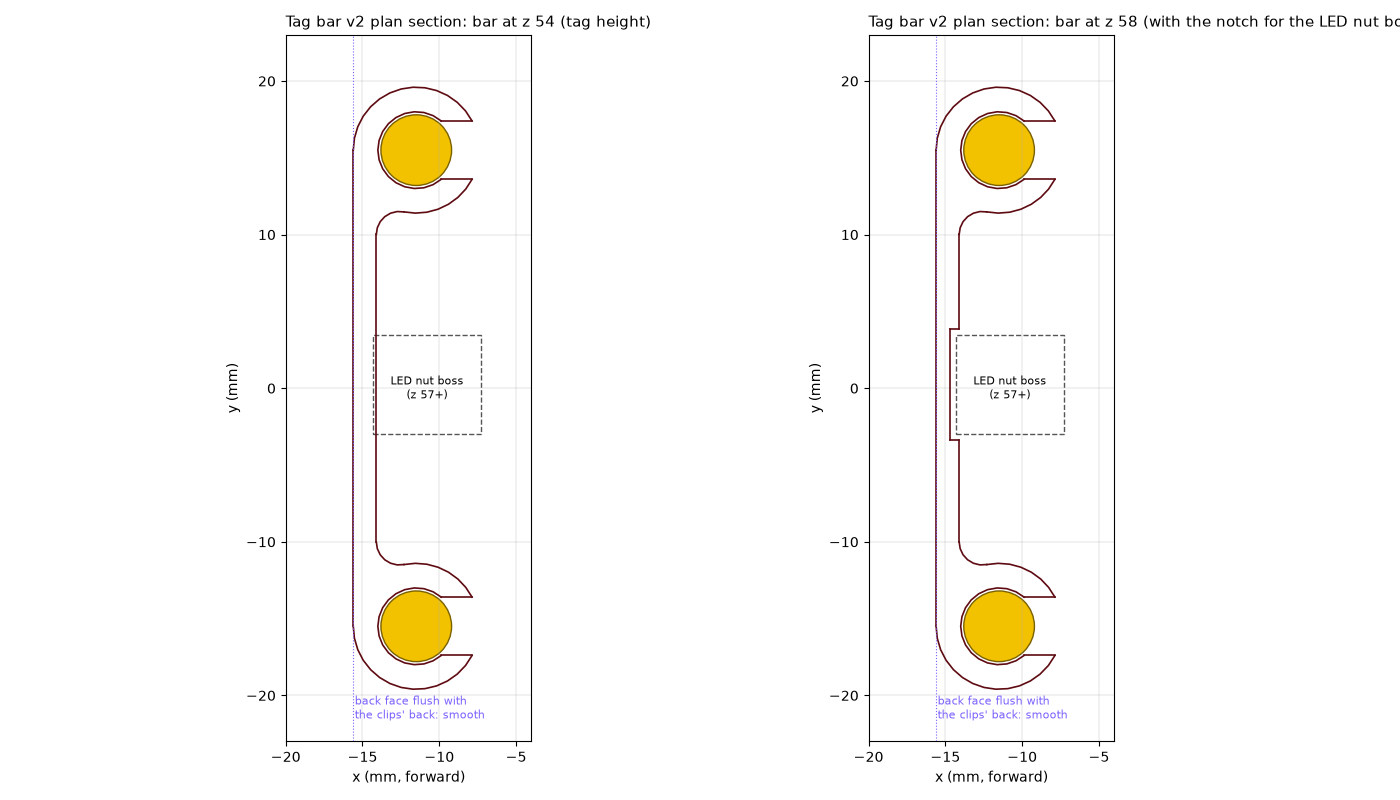 Tag bar v2 plan section: bar at z 54 (tag height)
20
10
0
−10
−20
y (mm)
LED nut boss
(z 57+)
back face flush with
the clips' back: smooth
−20
−15
−10
−5
x (mm, forward)
Tag bar v2 plan section: bar at z 58 (with the notch for the LED nut bo
20
10
0
−10
−20
y (mm)
LED nut boss
(z 57+)
back face flush with
the clips' back: smooth
−20
−15
−10
−5
x (mm, forward)